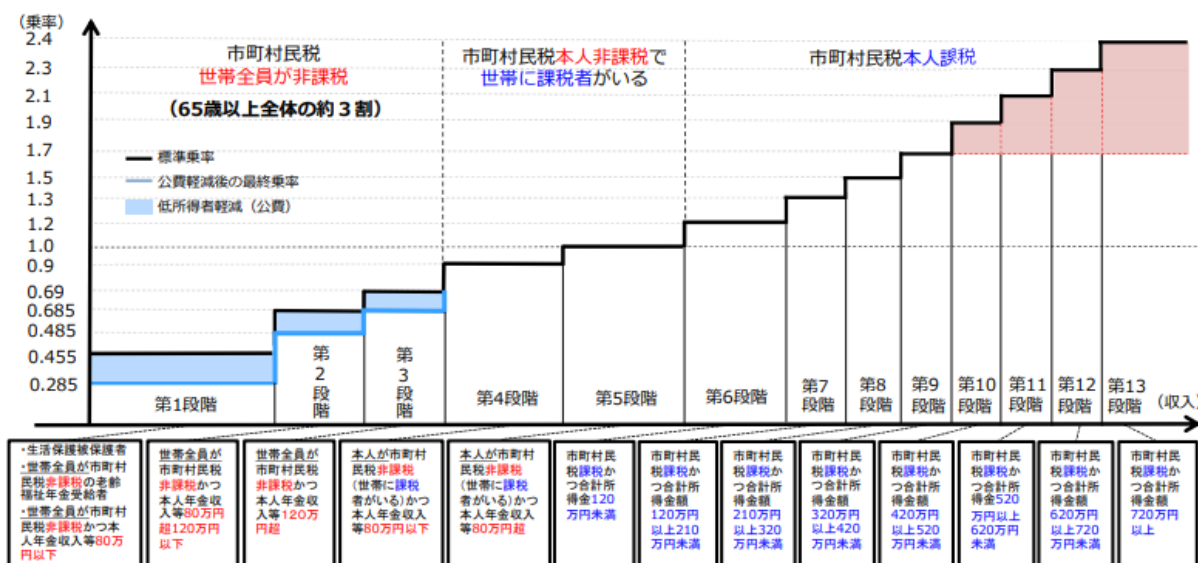 (乗率)
2.4
2.3
2.1
1.9
1.7
1.5
1.3
1.2
1.0
0.9
0.69
0.685
0.485
0.455
0.285
市町村民税
世帯全員が非課税
(65歳以上全体の約3割)
市町村民税本人非課税で
世帯に課税者がいる
市町村民税本人課税
標準乗率
公費軽減後の最終乗率
低所得者軽減(公費)
第1段階
第2段階
第3段階
第4段階
第5段階
第6段階
第7
段階
第8
段階
第9
段階
第10
段階
第11
段階
第12
段階
第13
段階
(収入)
・生活保護被保護者
・世帯全員が市町村
民税非課税の老齢
福祉年金受給者
・世帯全員が市町村
民税非課税かつ本
人年金収入等80万
円以下
世帯全員が
市町村民税
非課税かつ
本人年金収
入等80万円
超120万円
以下
世帯全員が
市町村民税
非課税かつ
本人年金収
入等120万
円超
本人が市町村
民税非課税
(世帯に課税
者がいる)かつ
本人年金収入
等80万円以下
本人が市町村
民税非課税
(世帯に課税
者がいる)かつ
本人年金収入
等80万円超
市町村民
税課税か
つ合計所
得金額120
万円未満
市町村民
税課税か
つ合計所
得金額
120万円
以上210
万円未満
市町村民
税課税か
つ合計所
得金額
210万円
以上320
万円未満
市町村民
税課税か
つ合計所
得金額
320万円
以上420
万円未満
市町村民
税課税か
つ合計所
得金額
420万円
以上520
万円未満
市町村民
税課税か
つ合計所
得金額520
万円以上
620万円
未満
市町村民
税課税か
つ合計所
得金額
620万円
以上720
万円未満
市町村民
税課税か
つ合計所
得金額
720万円
以上